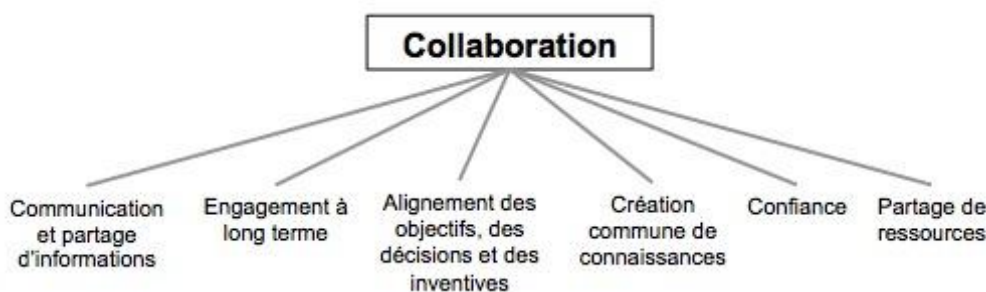 Collaboration
Communication
et partage
d'informations
Engagement à
long terme
Alignement des
objectifs, des
décisions et des
inventives
Création
commune de
connaissances
Confiance
Partage de
ressources